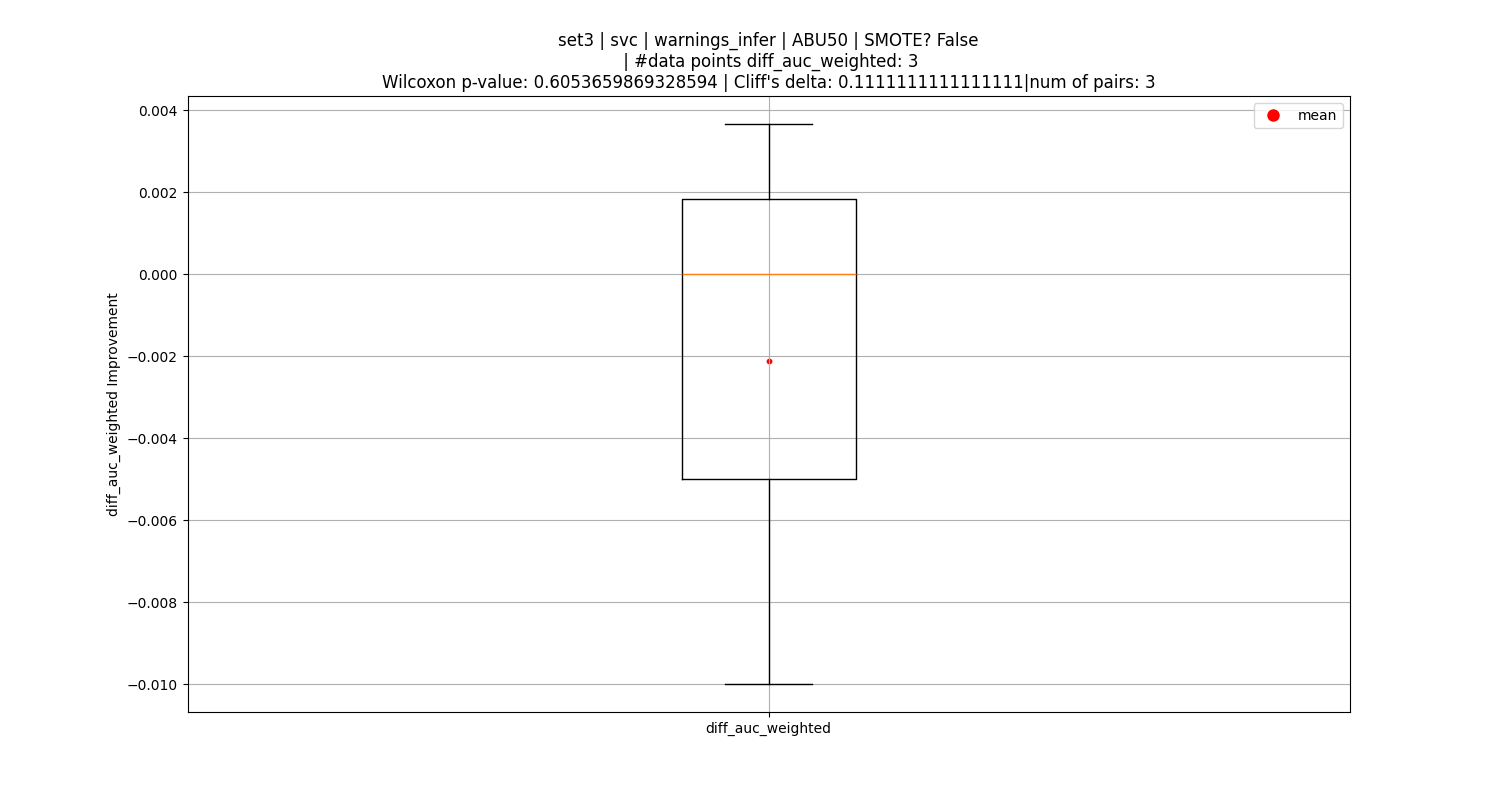 set3 | svc | warnings_infer | ABU50 | SMOTE? False
| #data points diff_auc_weighted: 3
Wilcoxon p-value: 0.6053659869328594 | Cliff's delta: 0.1111111111111111|num of pairs: 3
mean
0.004
0.002
0.000
−0.002
−0.004
−0.006
−0.008
−0.010
diff_auc_weighted Improvement
diff_auc_weighted